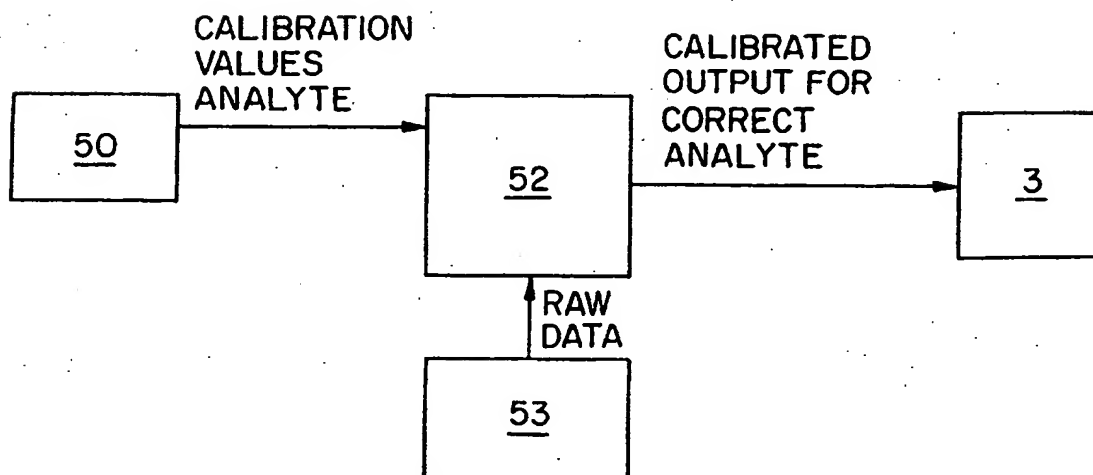 CALIBRATION
VALUES
ANALYTE
CALIBRATED
OUTPUT FOR
CORRECT
ANALYTE
50
52
3
RAW
DATA
53